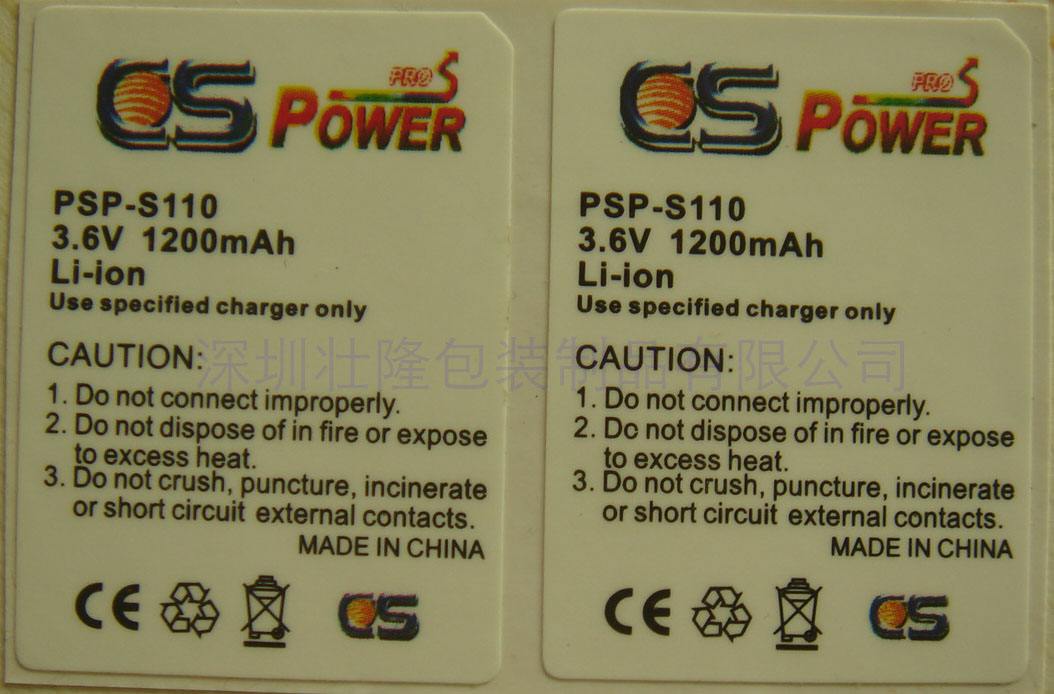 CS PRO POWER
PSP-S110
3.6V 1200mAh
Li-ion
Use specified charger only
CAUTION:
1. Do not connect improperly.
2. Do not dispose of in fire or expose
to excess heat.
3. Do not crush, puncture, incinerate
or short circuit external contacts.
MADE IN CHINA
CE CS
CS PRO POWER
PSP-S110
3.6V 1200mAh
Li-ion
Use specified charger only
CAUTION:
1. Do not connect improperly.
2. Do not dispose of in fire or expose
to excess heat.
3. Do not crush, puncture, incinerate
or short circuit external contacts.
MADE IN CHINA
CE CS
深圳壮隆包装制品有限公司